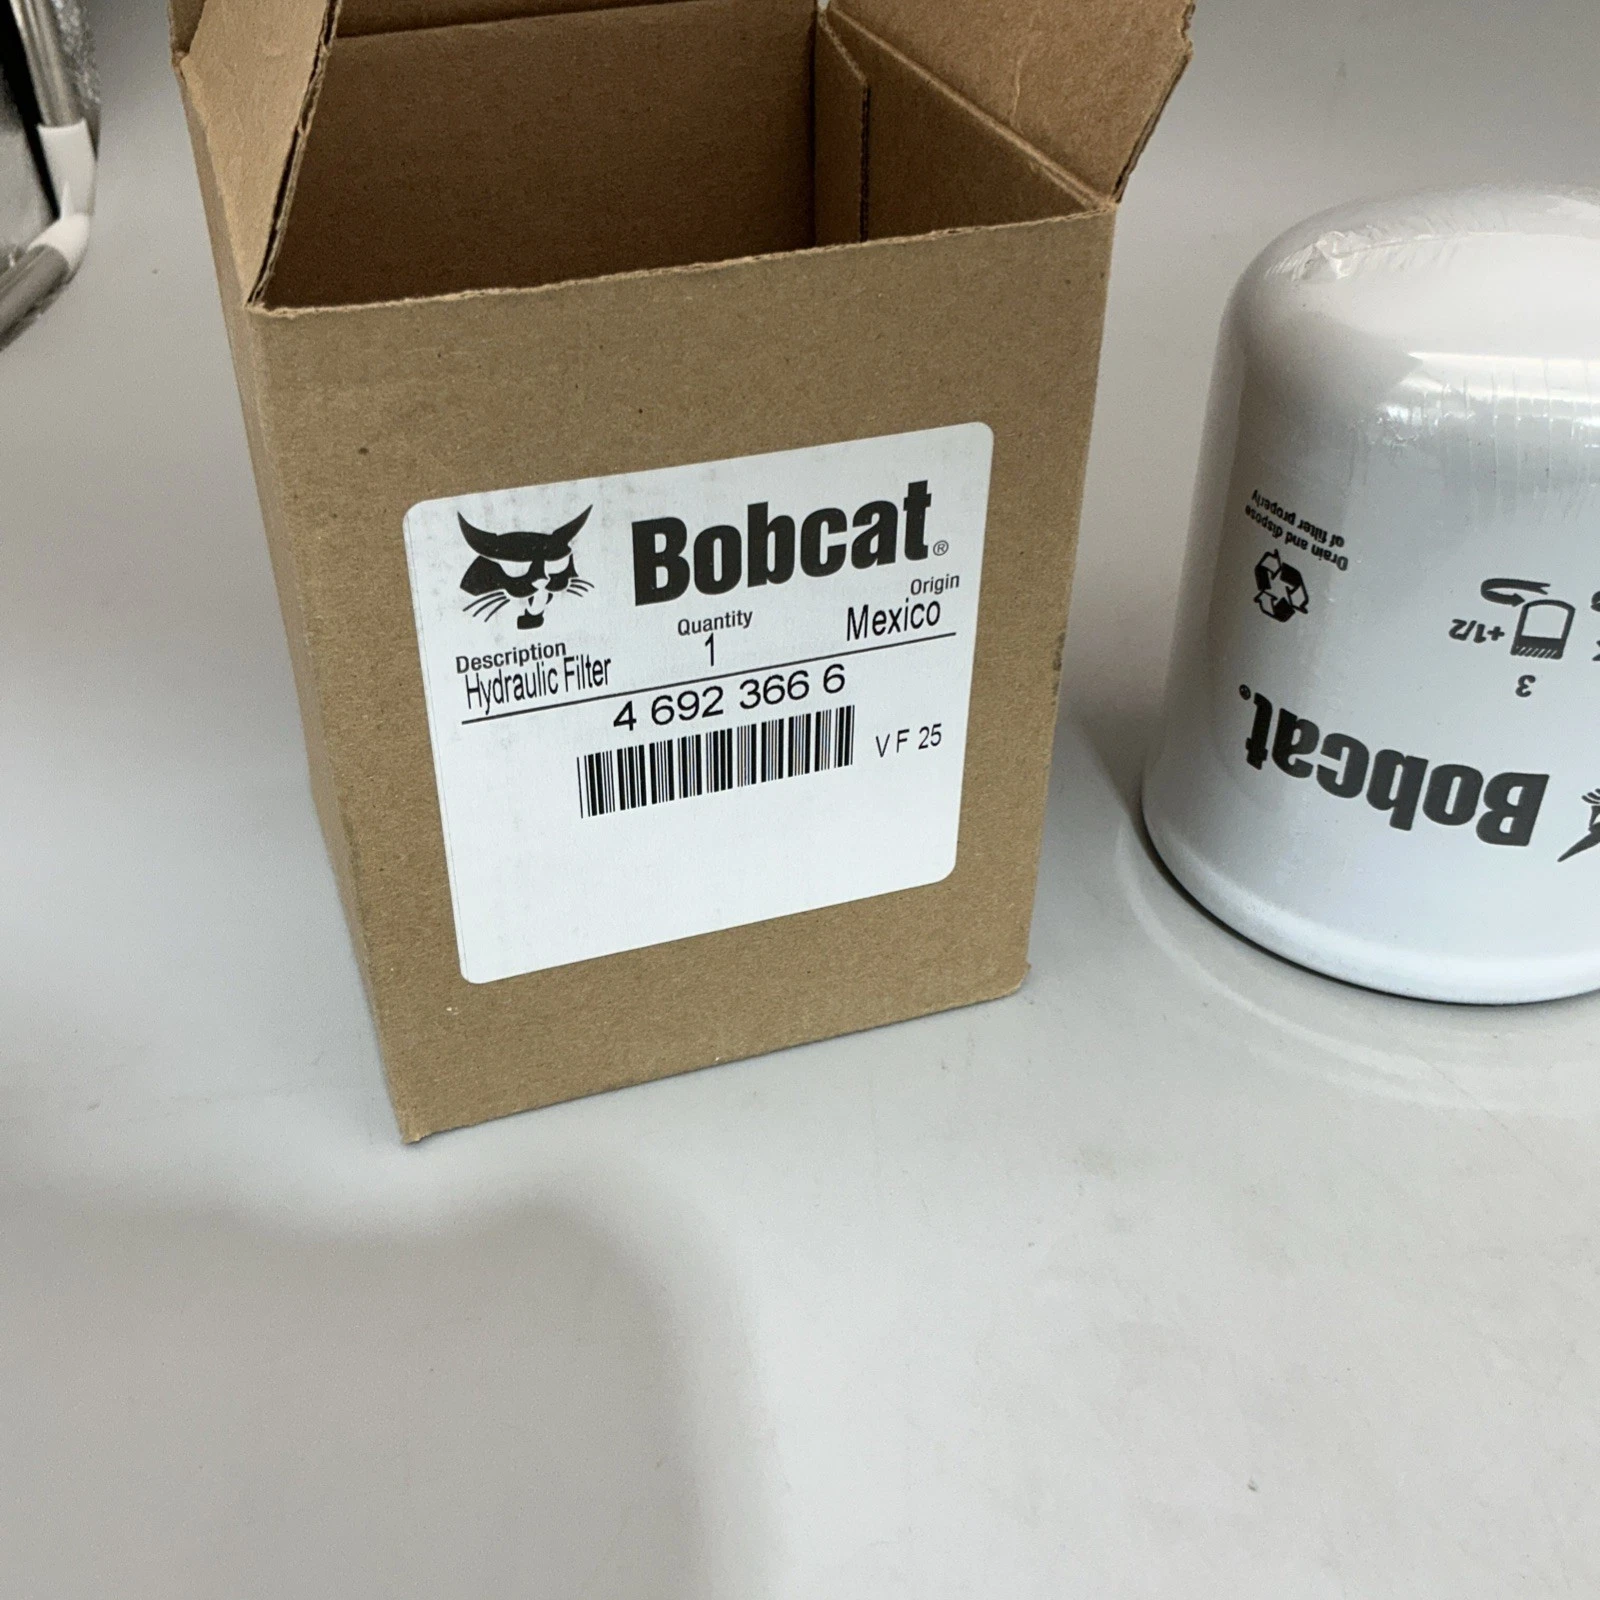 Bobcat®
Origin
Mexico
Quantity
1
Description
Hydraulic Filter
4 692 366 6
V F 25
Drain and dispose
of filter properly
+1/2
3
Bobcat®